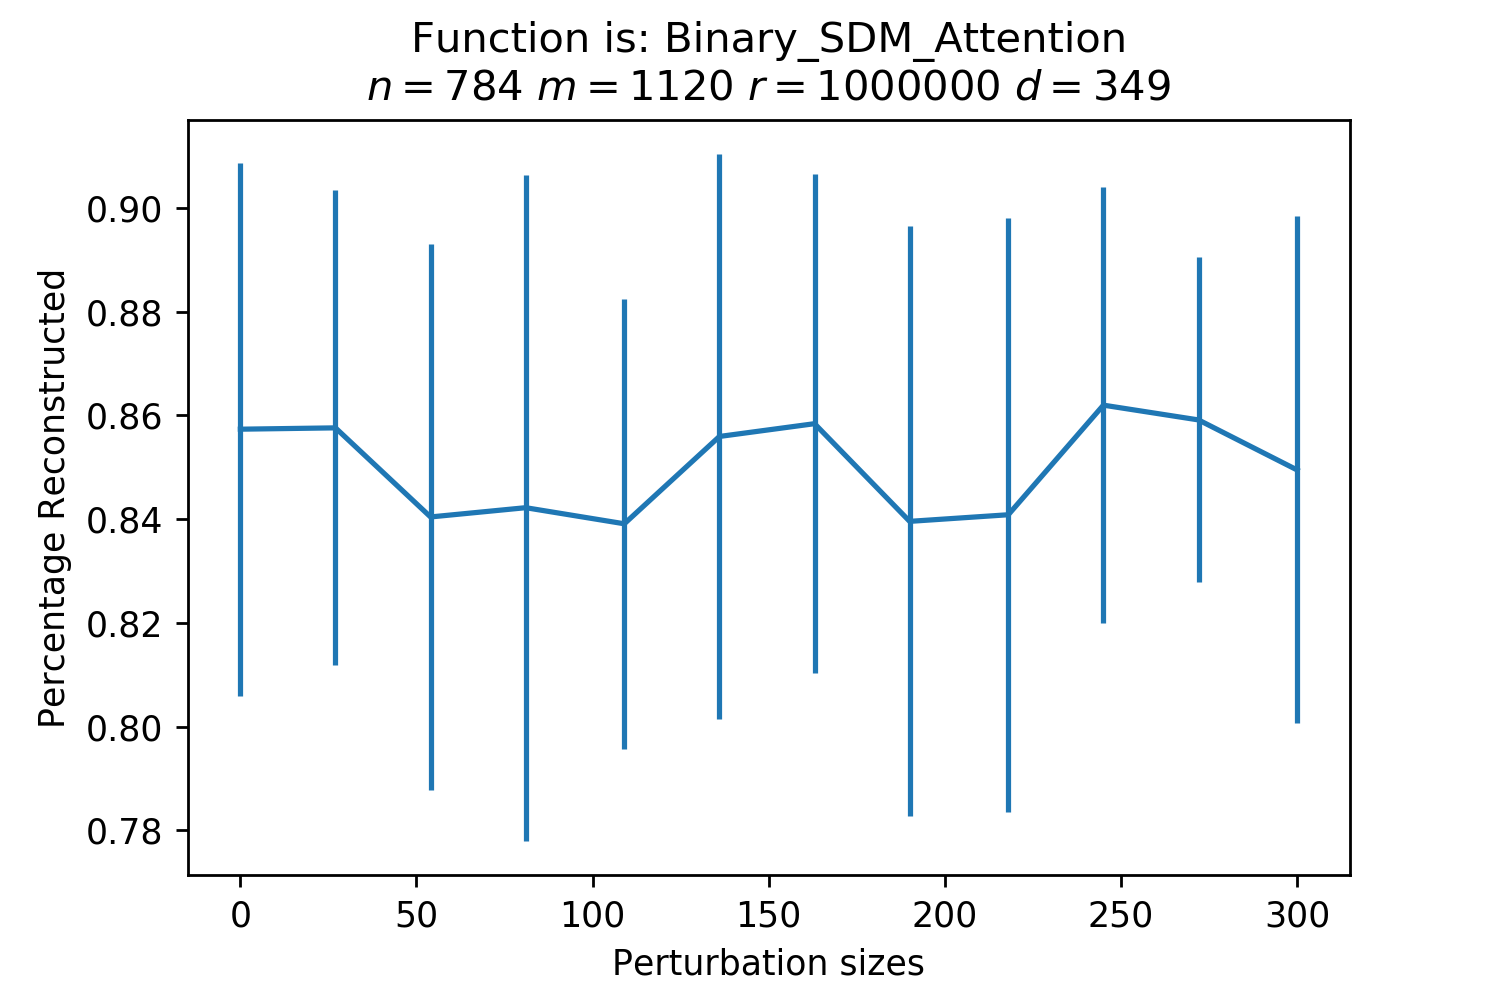 Function is: Binary_SDM_Attention
n = 784 m = 1120 r = 1000000 d = 349
Percentage Reconstructed
0.90
0.88
0.86
0.84
0.82
0.80
0.78
0 50 100 150 200 250 300
Perturbation sizes